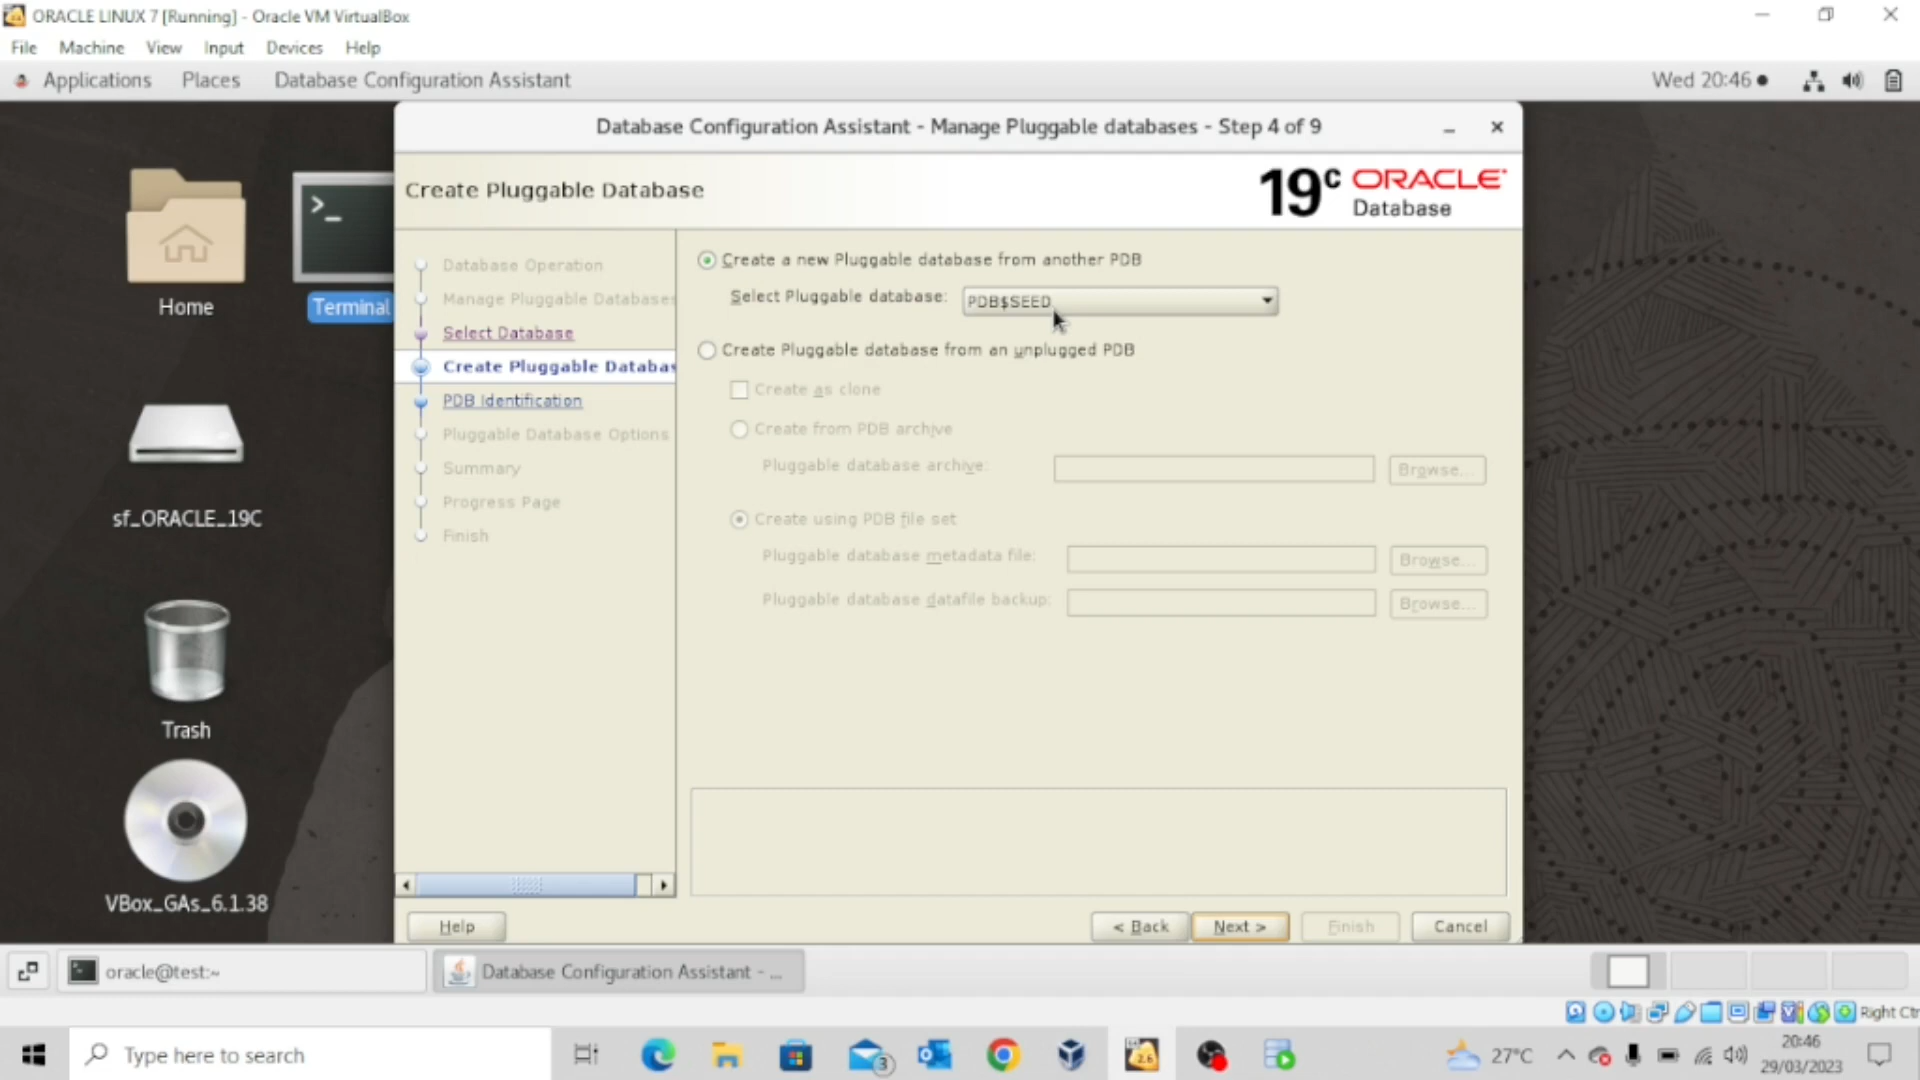 ORACLE LINUX 7 [Running] - Oracle VM VirtualBox
File Machine View Input Devices Help
Applications Places Database Configuration Assistant Wed 20:46
Database Configuration Assistant - Manage Pluggable databases - Step 4 of 9
Create Pluggable Database
19c ORACLE
Database
Database Operation
Manage Pluggable Databases
Select Database
Create Pluggable Databas
PDB Identification
Pluggable Database Options
Summary
Progress Page
Finish
Create a new Pluggable database from another PDB
Select Pluggable database: PDB$SEED
Create Pluggable database from an unplugged PDB
Create as clone
Create from PDB archive
Pluggable database archive: Browse...
Create using PDB file set
Pluggable database metadata file: Browse...
Pluggable database datafile backup: Browse...
Help < Back Next > Finish Cancel
Home
Terminal
sf_ORACLE_19C
Trash
VBox_GAs_6.1.38
oracle@test:~ Database Configuration Assistant - ...
Right Ctr
Type here to search
3
2.6
27°C
20:46
29/03/2023